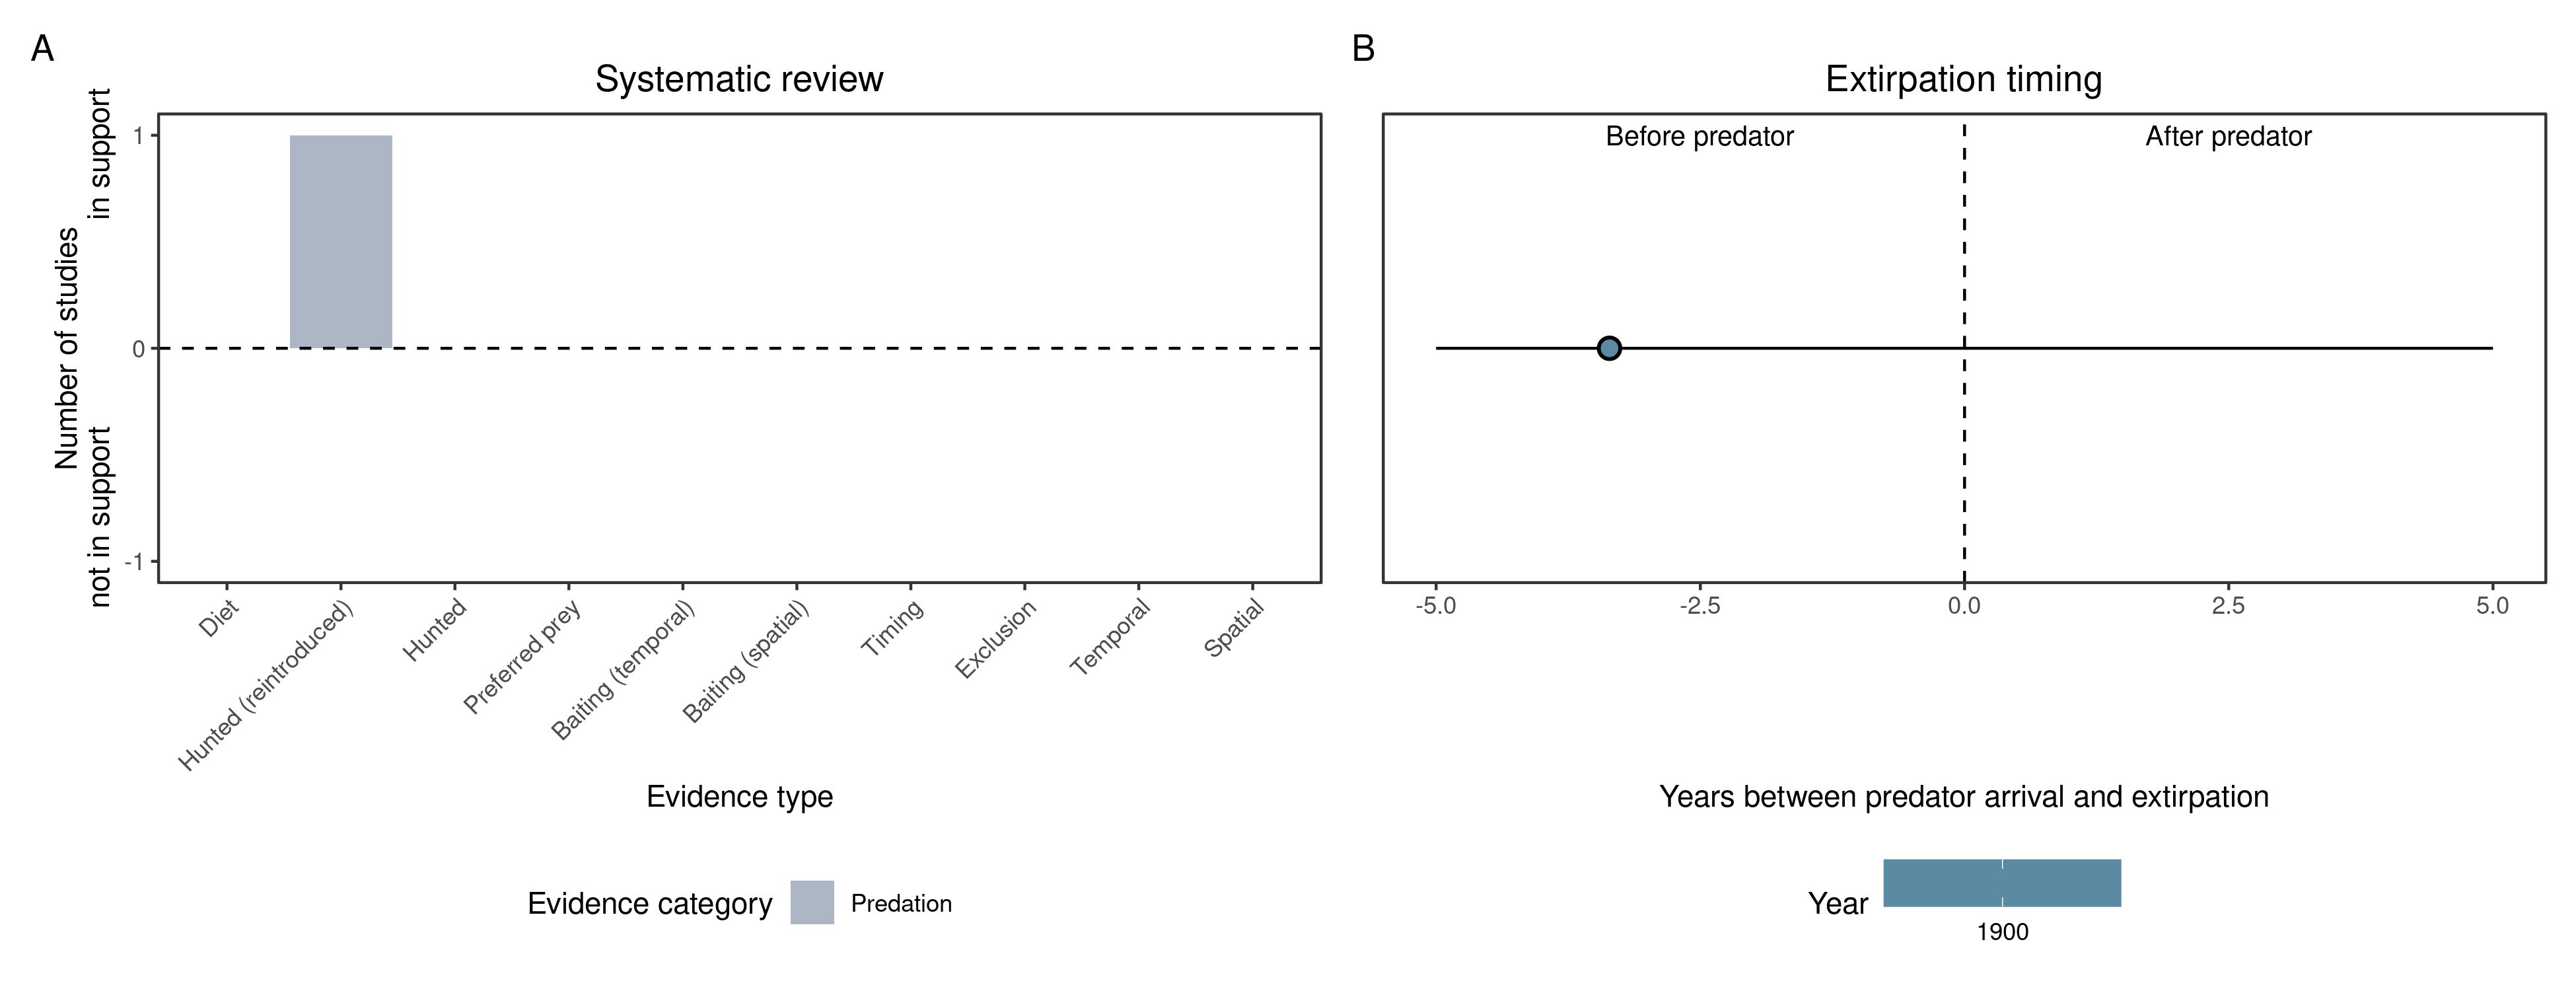 A
Systematic review
Number of studies
not in support
in support
1
0
-1
Diet
Hunted (reintroduced)
Hunted
Preferred prey
Baiting (temporal)
Baiting (spatial)
Timing
Exclusion
Temporal
Spatial
Evidence type
Evidence category
Predation
B
Extirpation timing
Before predator
After predator
-5.0
-2.5
0.0
2.5
5.0
Years between predator arrival and extirpation
Year
1900